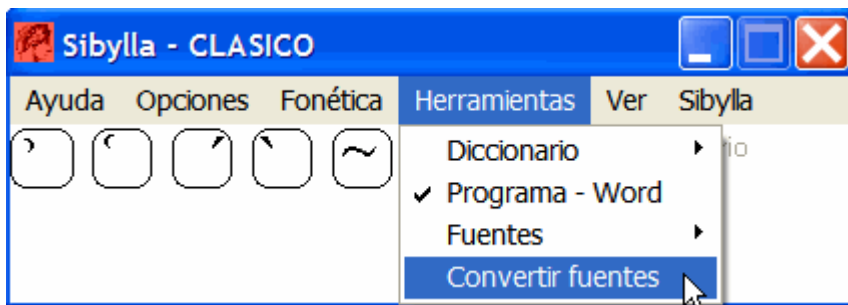 Sibylla - CLASICO
Ayuda Opciones Fonética Herramientas Ver Sibylla
Diccionario
Programa - Word
Fuentes
Convertir fuentes